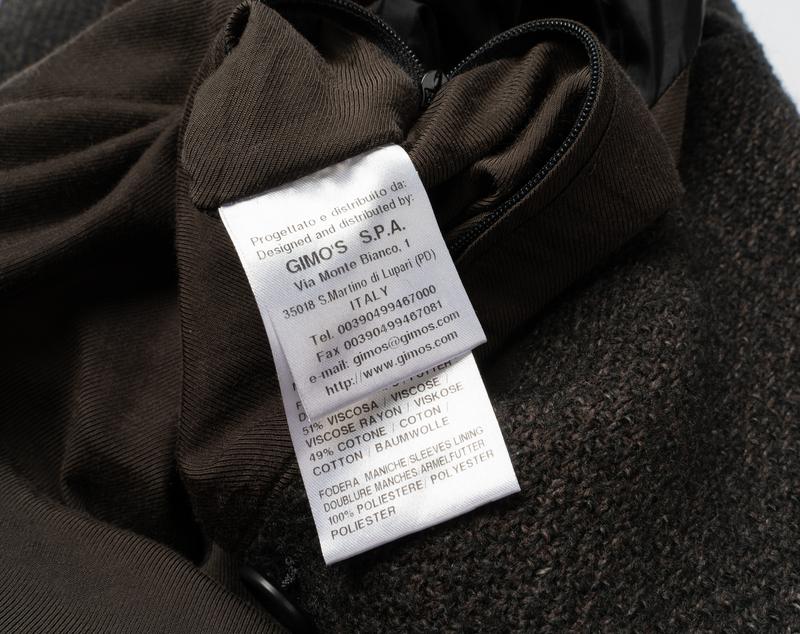 Progettato e distribuito da:
Designed and distributed by:
GIMO'S S.P.A.
Via Monte Bianco, 1
35018 S.Martino di Lupari (PD)
ITALY
Tel. 00390499467000
Fax 00390499467081
e-mail: gimos@gimos.com
http://www.gimos.com
51% VISCOSA / VISCOSE /
VISCOSE RAYON / VISKOSE
49% COTONE / COTON /
COTTON / BAUMWOLLE
FODERA MANICHE/SLEEVES LINING
DOUBLURE MANCHES/ARMELFUTTER
100% POLIESTERE/ POLYESTER
POLIESTER